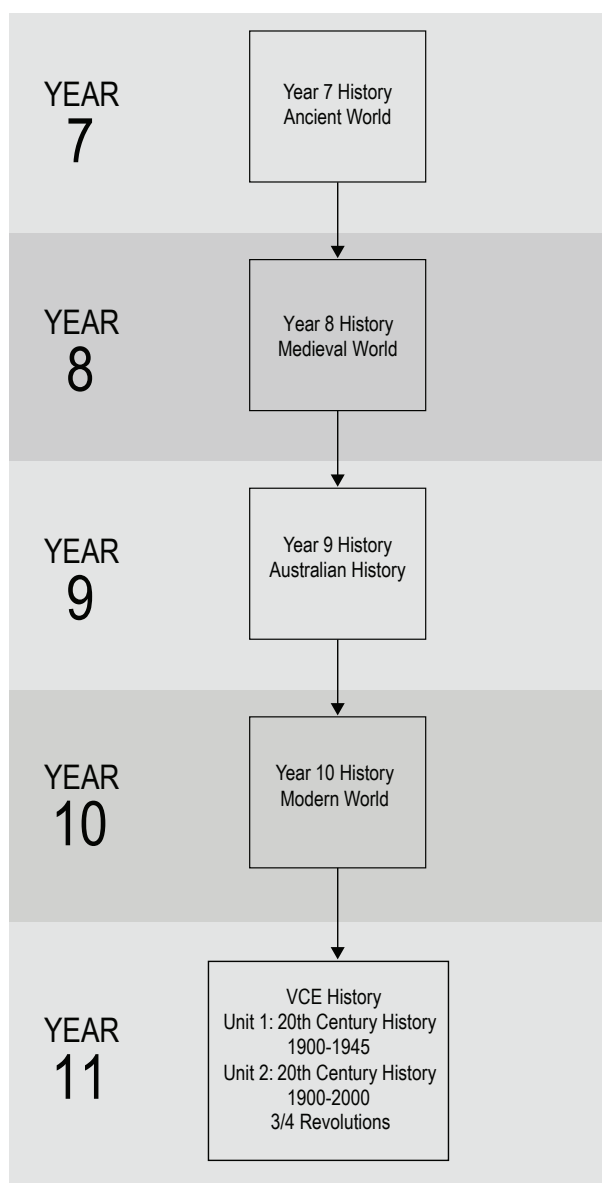 YEAR
7
Year 7 History
Ancient World
YEAR
8
Year 8 History
Medieval World
YEAR
9
Year 9 History
Australian History
YEAR
10
Year 10 History
Modern World
YEAR
11
VCE History
Unit 1: 20th Century History
1900-1945
Unit 2: 20th Century History
1900-2000
3/4 Revolutions